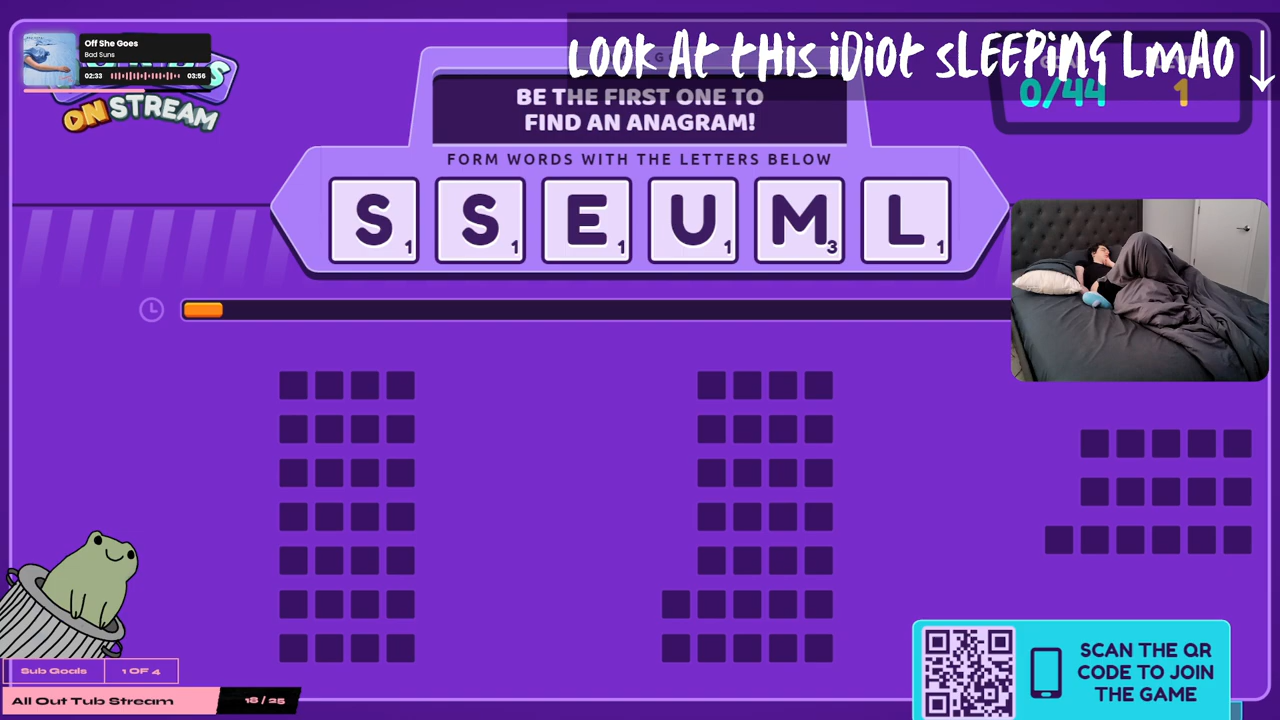 LOOK At tHis iDiot sLEEPiNG LmAO
Off She Goes
Bad Suns
02:33
03:56
ON STREAM
0/44
1
BE THE FIRST ONE TO
FIND AN ANAGRAM!
FORM WORDS WITH THE LETTERS BELOW
S 1 S 1 E 1 U 1 M 3 L 1
Sub Goals 1 OF 4
All Out Tub Stream 18 / 25
SCAN THE QR
CODE TO JOIN
THE GAME